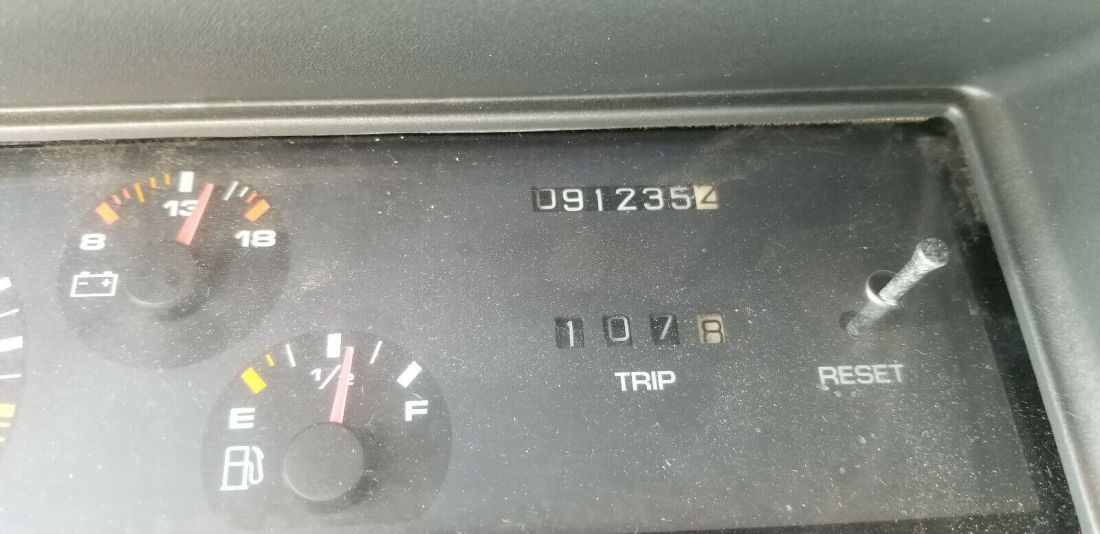 13
8 18
0912354
1078
1/2
TRIP RESET
E F